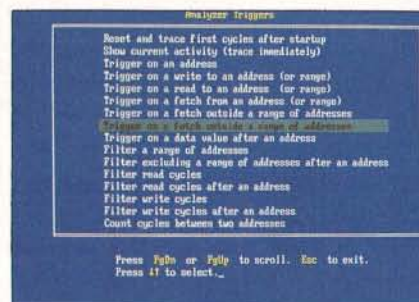 Analyzer Triggers
Reset and trace first cycles after startup
Show current activity (trace immediately)
Trigger on an address
Trigger on a write to an address (or range)
Trigger on a read to an address (or range)
Trigger on a fetch from an address (or range)
Trigger on a fetch outside a range of addresses
Trigger on a fetch outside a range of addresses
Trigger on a data value after an address
Filter a range of addresses
Filter excluding a range of addresses after an address
Filter read cycles
Filter read cycles after an address
Filter write cycles
Filter write cycles after an address
Count cycles between two addresses
Press PgDn or PgUp to scroll. Esc to exit.
Press ↓↑ to select._